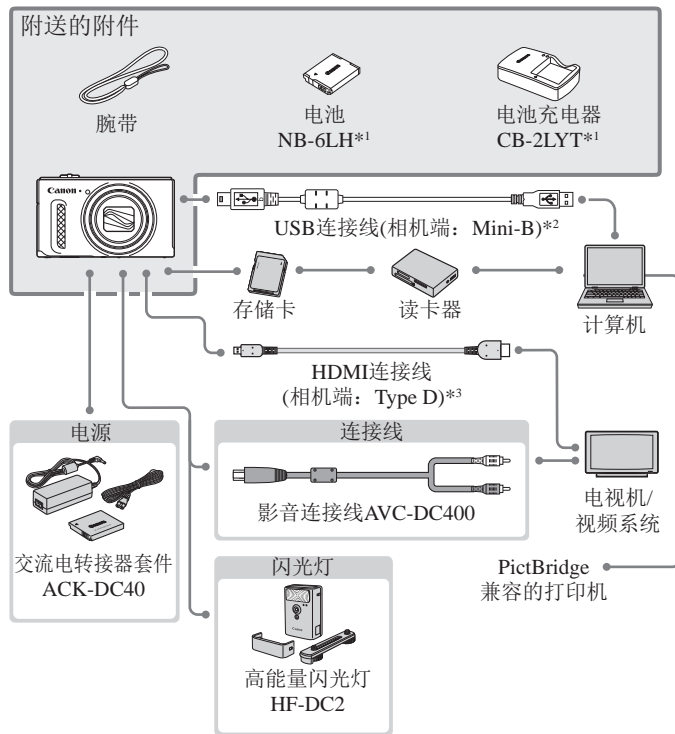 附送的附件
腕带
电池
NB-6LH*1
电池充电器
CB-2LYT*1
Canon
USB连接线(相机端：Mini-B)*2
存储卡
读卡器
计算机
HDMI连接线
(相机端：Type D)*3
电源
交流电转接器套件
ACK-DC40
连接线
影音连接线AVC-DC400
电视机/
视频系统
闪光灯
高能量闪光灯
HF-DC2
PictBridge
兼容的打印机